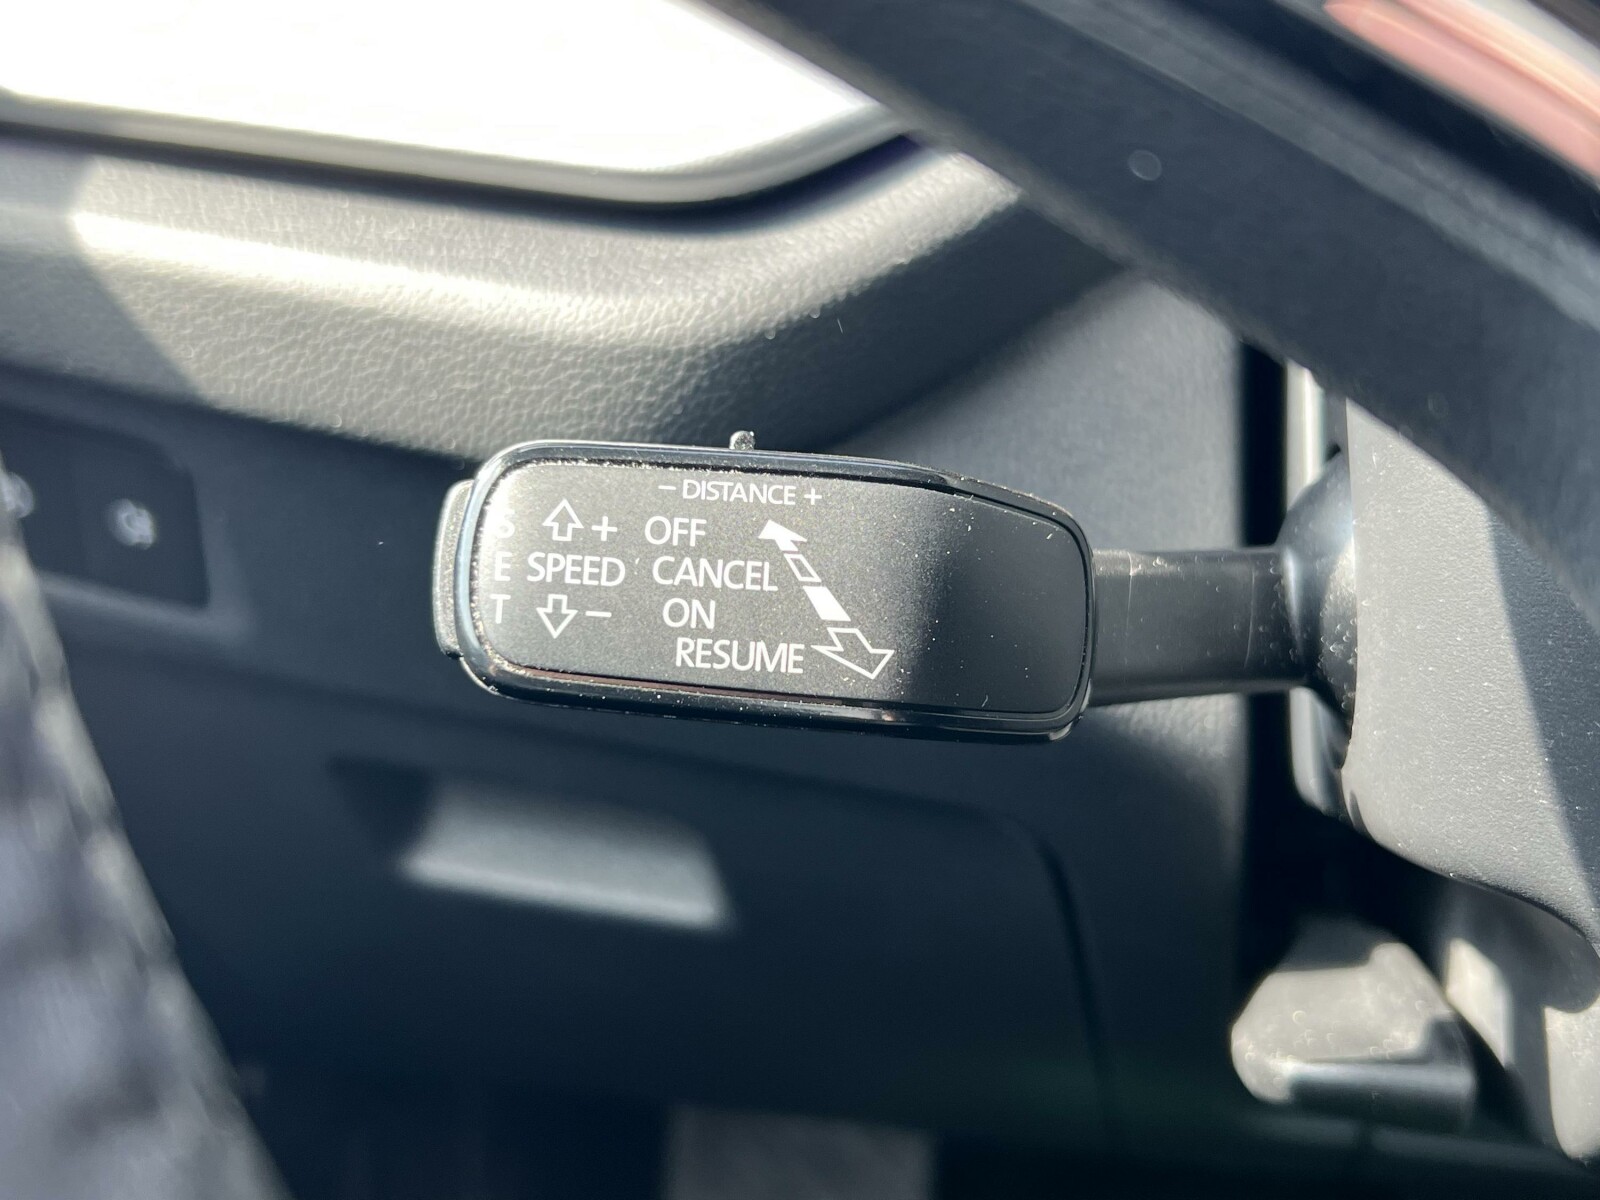 − DISTANCE +
S + OFF
E SPEED CANCEL
T − ON
RESUME